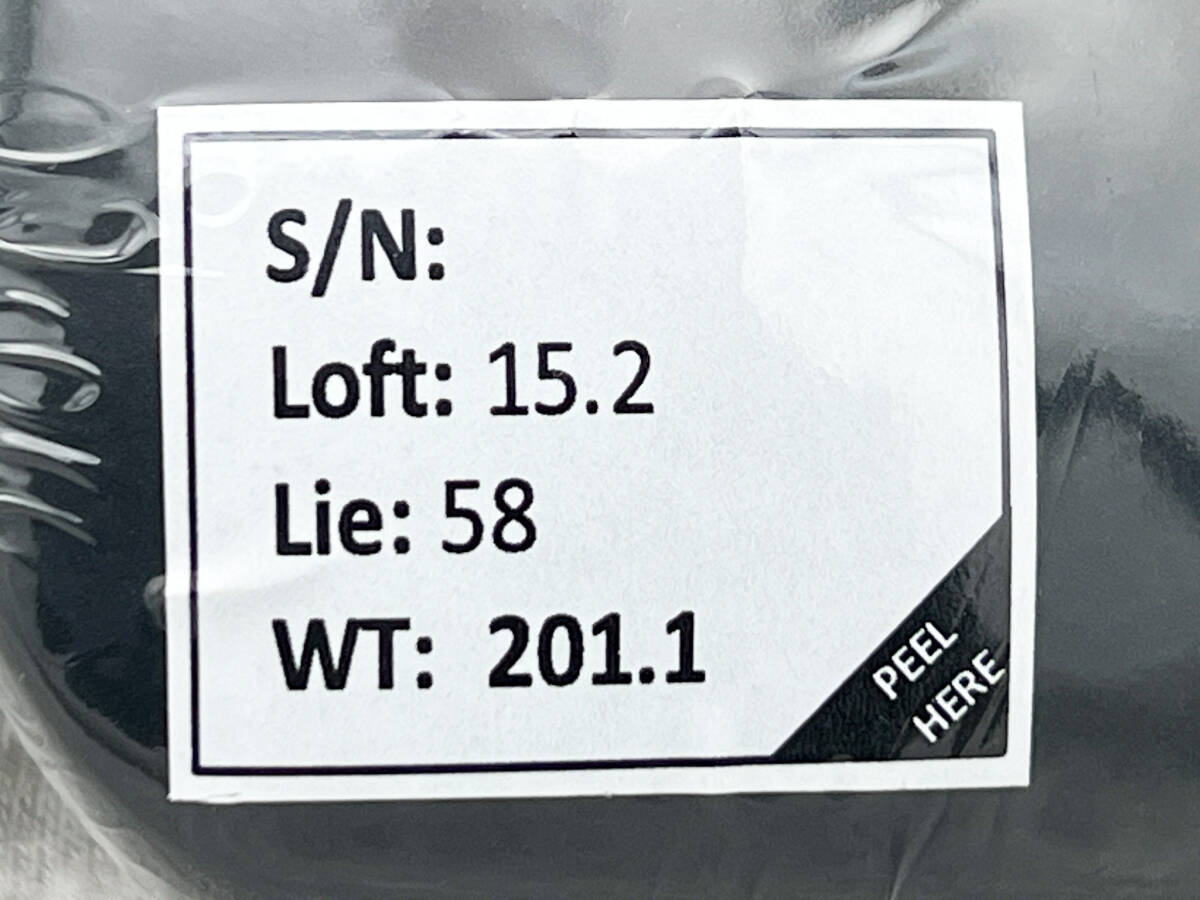 S/N:
Loft: 15.2
Lie: 58
WT: 201.1
PEEL
HERE